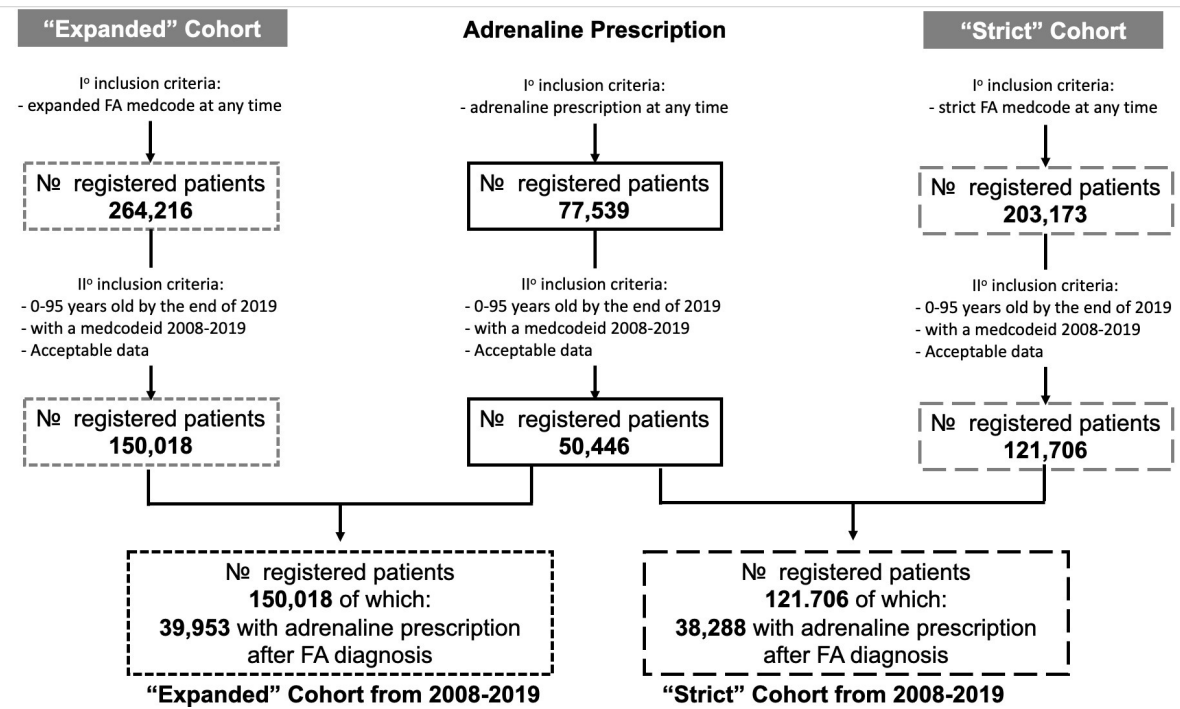 “Expanded” Cohort
Iº inclusion criteria:
- expanded FA medcode at any time
№ registered patients
264,216
IIº inclusion criteria:
- 0-95 years old by the end of 2019
- with a medcodeid 2008-2019
- Acceptable data
№ registered patients
150,018
Adrenaline Prescription
Iº inclusion criteria:
- adrenaline prescription at any time
№ registered patients
77,539
IIº inclusion criteria:
- 0-95 years old by the end of 2019
- with a medcodeid 2008-2019
- Acceptable data
№ registered patients
50,446
“Strict” Cohort
Iº inclusion criteria:
- strict FA medcode at any time
№ registered patients
203,173
IIº inclusion criteria:
- 0-95 years old by the end of 2019
- with a medcodeid 2008-2019
- Acceptable data
№ registered patients
121,706
№ registered patients
150,018 of which:
39,953 with adrenaline prescription
after FA diagnosis
“Expanded” Cohort from 2008-2019
№ registered patients
121.706 of which:
38,288 with adrenaline prescription
after FA diagnosis
“Strict” Cohort from 2008-2019